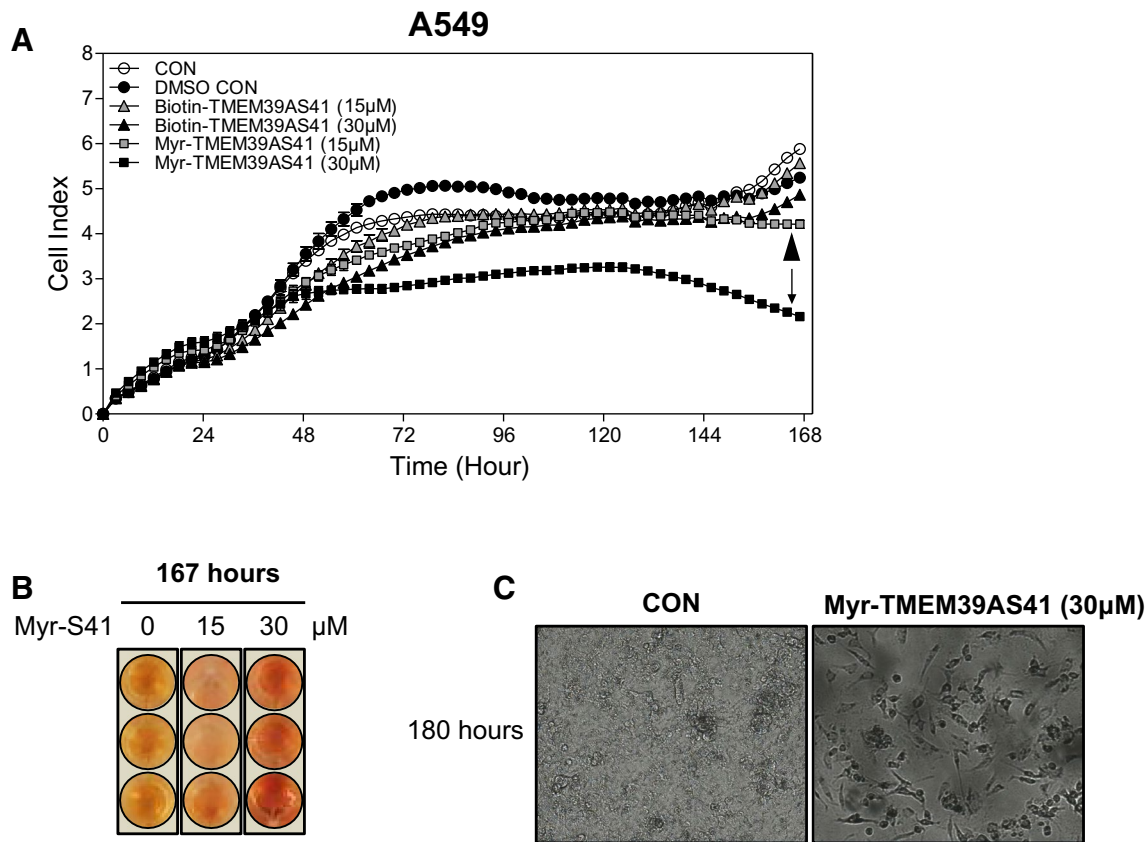 A549
A
8
7
6
5
4
3
2
1
0
Cell Index
CON
DMSO CON
Biotin-TMEM39AS41 (15µM)
Biotin-TMEM39AS41 (30µM)
Myr-TMEM39AS41 (15µM)
Myr-TMEM39AS41 (30µM)
0 24 48 72 96 120 144 168
Time (Hour)
B
167 hours
Myr-S41 0 15 30 µM
C
CON Myr-TMEM39AS41 (30µM)
180 hours